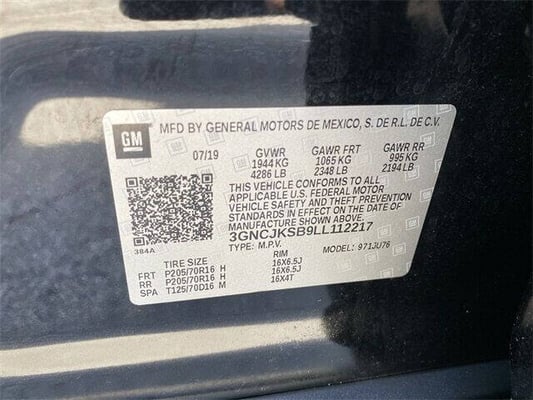 GM
MFD BY GENERAL MOTORS DE MEXICO, S. DE R.L. DE C.V.
07/19 GVWR GAWR FRT GAWR RR
1944 KG 1065 KG 995 KG
4286 LB 2348 LB 2194 LB
THIS VEHICLE CONFORMS TO ALL APPLICABLE
U.S. FEDERAL MOTOR
VEHICLE SAFETY AND THEFT PREVENTION
STANDARDS IN EFFECT ON THE DATE OF
MANUFACTURE SHOWN ABOVE.
3GNCJKSB9LL112217
TYPE: M.P.V. MODEL: 971JU76
384A
TIRE SIZE RIM
FRT P205/70R16 H 16X6.5J
RR P205/70R16 H 16X6.5J
SPA T125/70D16 M 16X4T